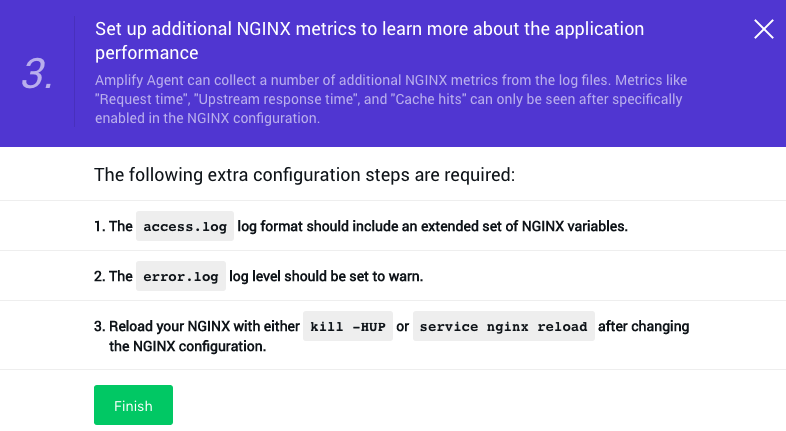 3.
Set up additional NGINX metrics to learn more about the application
performance
Amplify Agent can collect a number of additional NGINX metrics from the log files. Metrics like
"Request time", "Upstream response time", and "Cache hits" can only be seen after specifically
enabled in the NGINX configuration.
The following extra configuration steps are required:
1. The access.log log format should include an extended set of NGINX variables.
2. The error.log log level should be set to warn.
3. Reload your NGINX with either kill -HUP or service nginx reload after changing
the NGINX configuration.
Finish